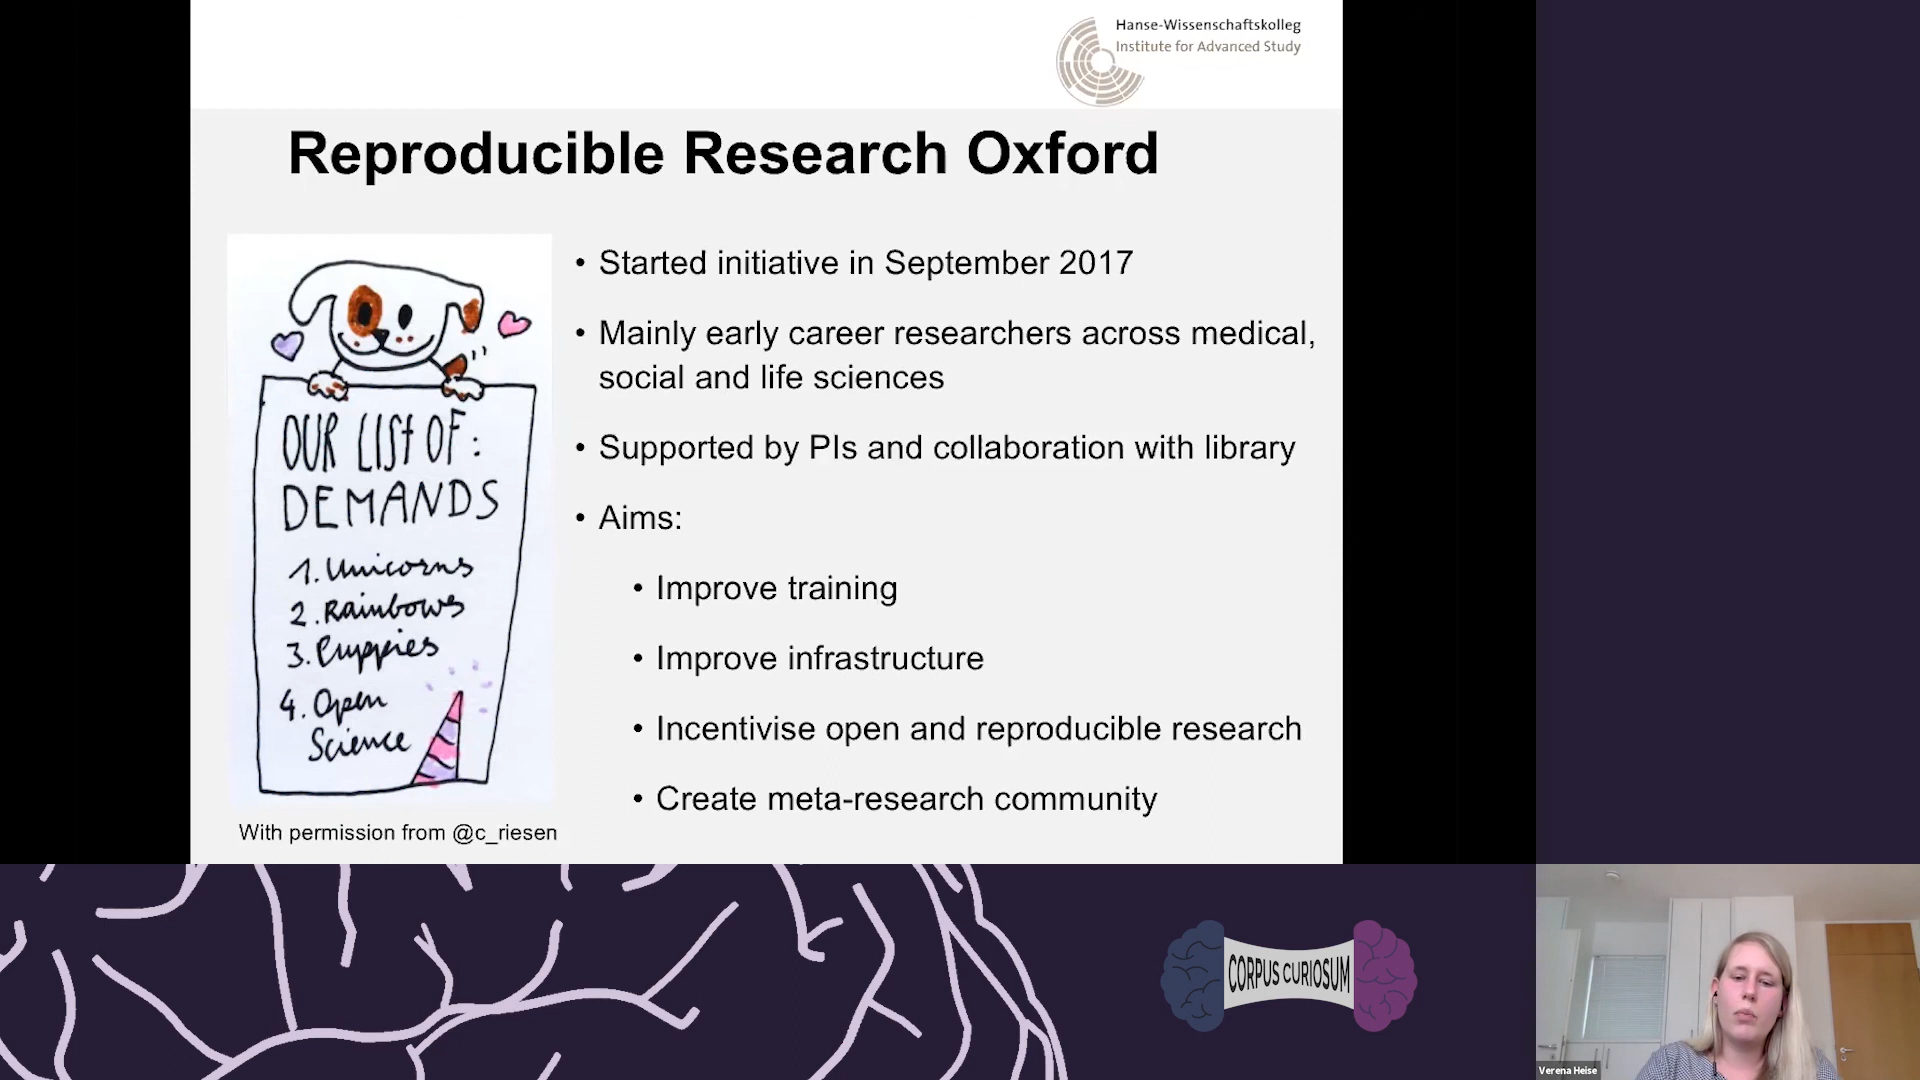 Hanse-Wissenschaftskolleg
Institute for Advanced Study
Reproducible Research Oxford
OUR LIST OF:
DEMANDS
1. Unicorns
2. Rainbows
3. Puppies
4. Open
Science
With permission from @c_riesen
• Started initiative in September 2017
• Mainly early career researchers across medical,
social and life sciences
• Supported by PIs and collaboration with library
• Aims:
• Improve training
• Improve infrastructure
• Incentivise open and reproducible research
• Create meta-research community
CORPUS CURIOSUM
Verena Heise